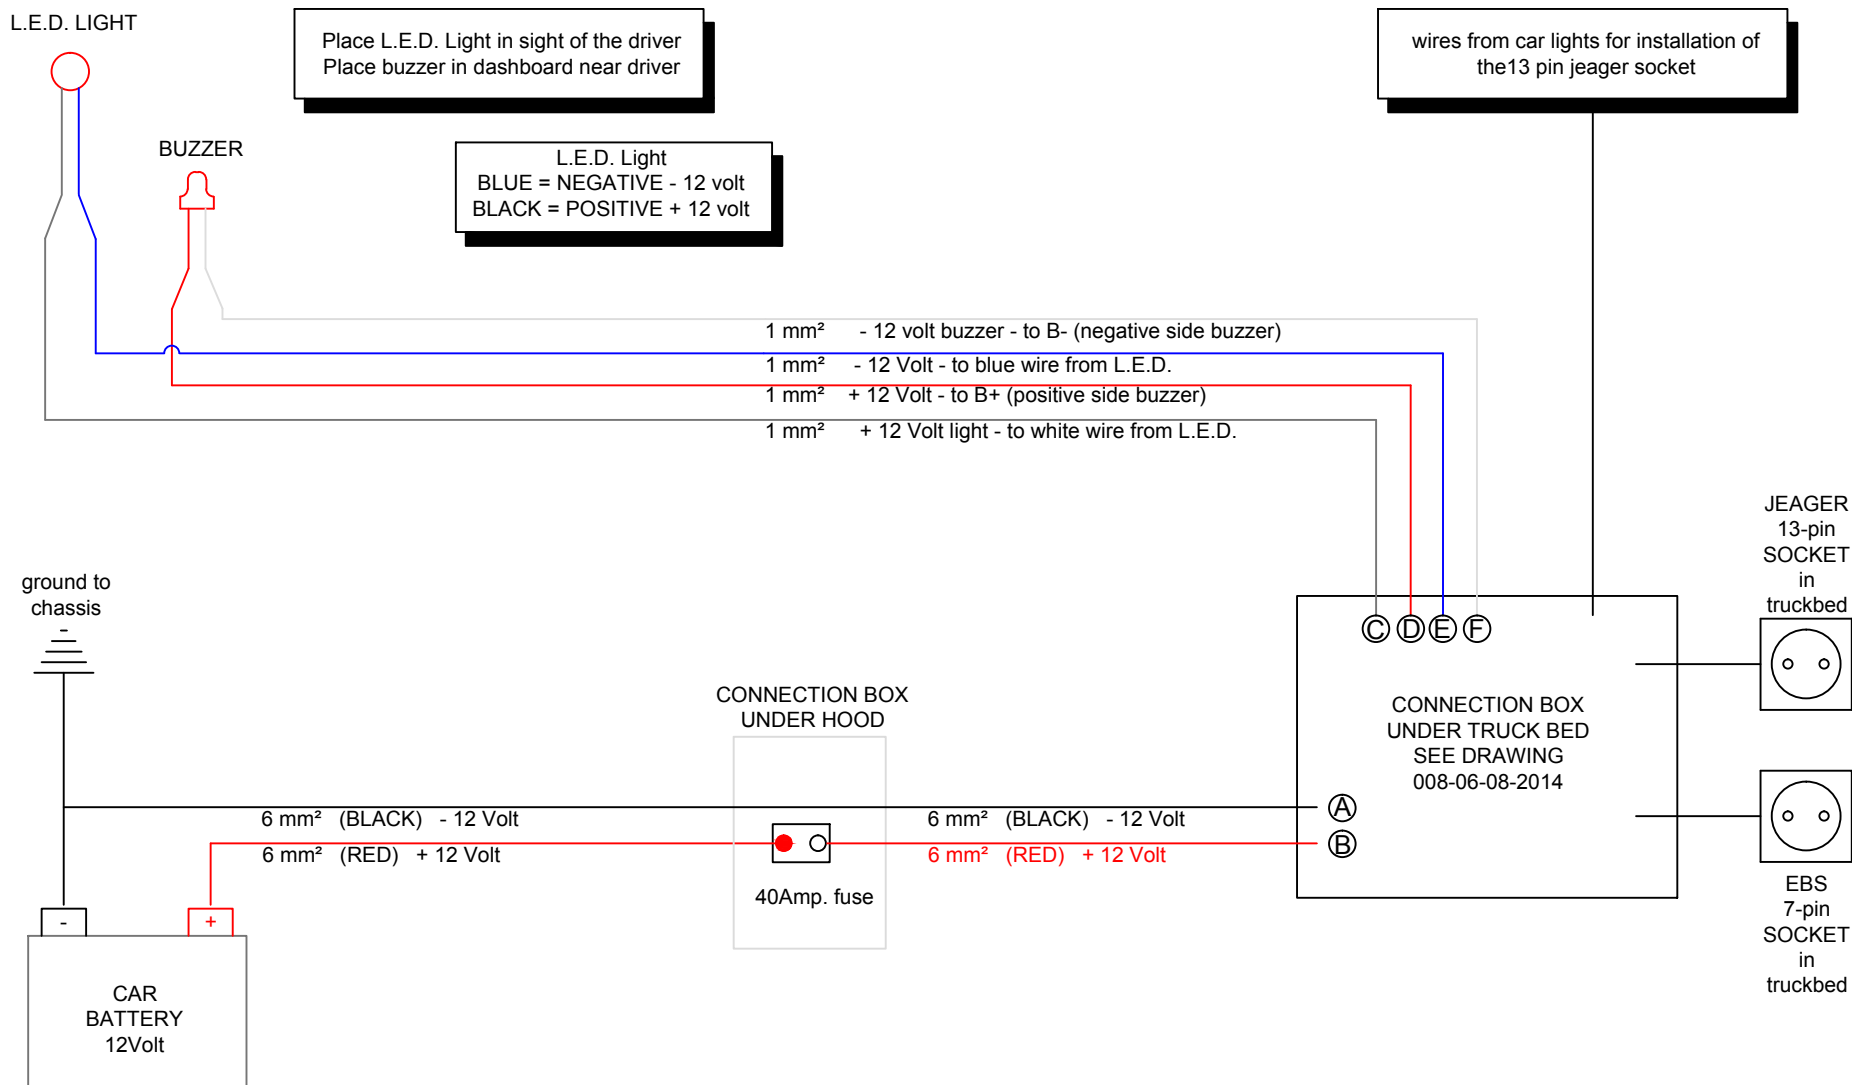 L.E.D. LIGHT
Place L.E.D. Light in sight of the driver
Place buzzer in dashboard near driver
wires from car lights for installation of
the13 pin jeager socket
BUZZER
L.E.D. Light
BLUE = NEGATIVE - 12 volt
BLACK = POSITIVE + 12 volt
1 mm² - 12 volt buzzer - to B- (negative side buzzer)
1 mm² - 12 Volt - to blue wire from L.E.D.
1 mm² + 12 Volt - to B+ (positive side buzzer)
1 mm² + 12 Volt light - to white wire from L.E.D.
JEAGER
13-pin
SOCKET
in
truckbed
ground to
chassis
C D E F
CONNECTION BOX
UNDER HOOD
CONNECTION BOX
UNDER TRUCK BED
SEE DRAWING
008-06-08-2014
6 mm² (BLACK) - 12 Volt
6 mm² (BLACK) - 12 Volt
A
6 mm² (RED) + 12 Volt
6 mm² (RED) + 12 Volt
B
40Amp. fuse
EBS
7-pin
SOCKET
in
truckbed
- +
CAR
BATTERY
12Volt